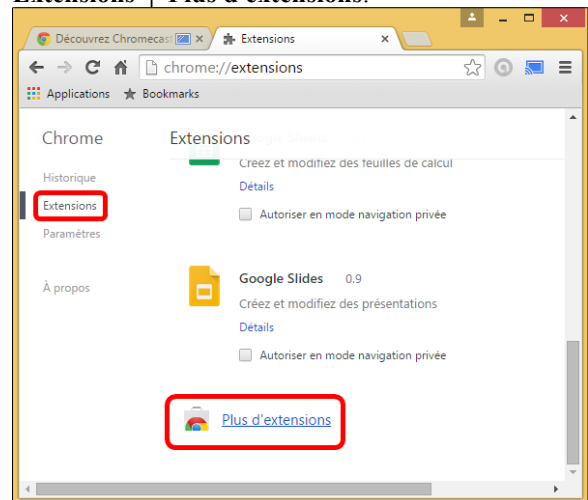 Extensions | Plus d'extensions.
Découvrez Chromecast
Extensions
chrome://extensions
Applications
Bookmarks
Chrome
Extensions
Historique
Extensions
Paramètres
À propos
Créez et modifiez des feuilles de calcul
Détails
Autoriser en mode navigation privée
Google Slides 0.9
Créez et modifiez des présentations
Détails
Autoriser en mode navigation privée
Plus d'extensions